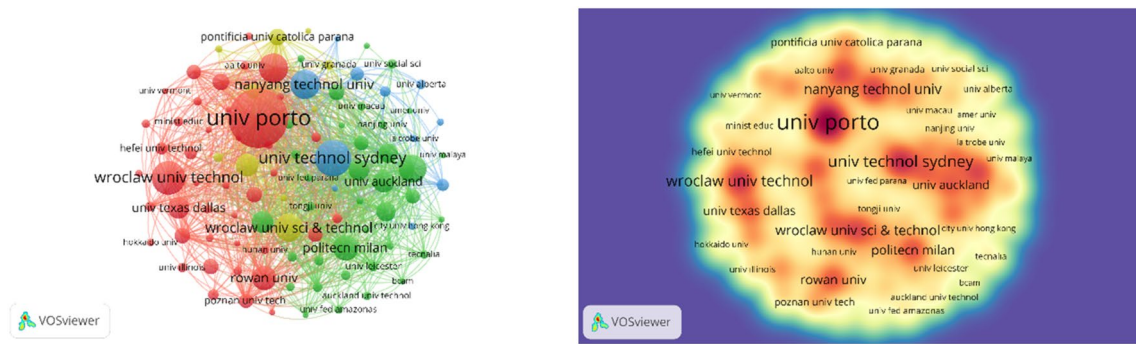 pontificia univ catolica parana
aalto univ
univ granada
univ social sci
univ vermont
nanyang technol univ
univ alberta
univ macau
amer univ
univ porto
minist educ
nanjing univ
la trobe univ
hefei univ technol
univ technol sydney
univ malaya
wroclaw univ technol
univ fed parana
univ auckland
univ texas dallas
tongji univ
wroclaw univ sci & technol
city univ hong kong
hokkaido univ
hunan univ
politecn milan
tecnalia
univ illinois
rowan univ
univ leicester
bcam
poznan univ tech
auckland univ technol
univ fed amazonas
VOSviewer
pontificia univ catolica parana
aalto univ
univ granada
univ social sci
univ vermont
nanyang technol univ
univ alberta
univ macau
amer univ
univ porto
minist educ
nanjing univ
la trobe univ
hefei univ technol
univ technol sydney
univ malaya
wroclaw univ technol
univ fed parana
univ auckland
univ texas dallas
tongji univ
wroclaw univ sci & technol
city univ hong kong
hokkaido univ
hunan univ
politecn milan
tecnalia
univ illinois
rowan univ
univ leicester
bcam
poznan univ tech
auckland univ technol
univ fed amazonas
VOSviewer